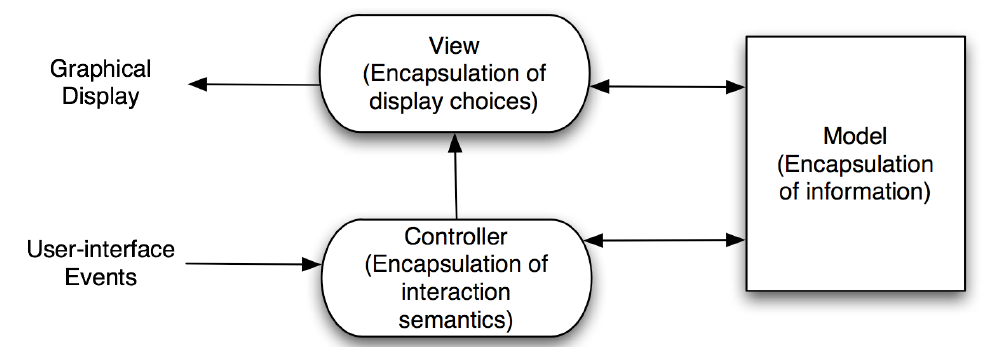 Graphical
Display
View
(Encapsulation of
display choices)
Model
(Encapsulation
of information)
User-interface
Events
Controller
(Encapsulation of
interaction
semantics)